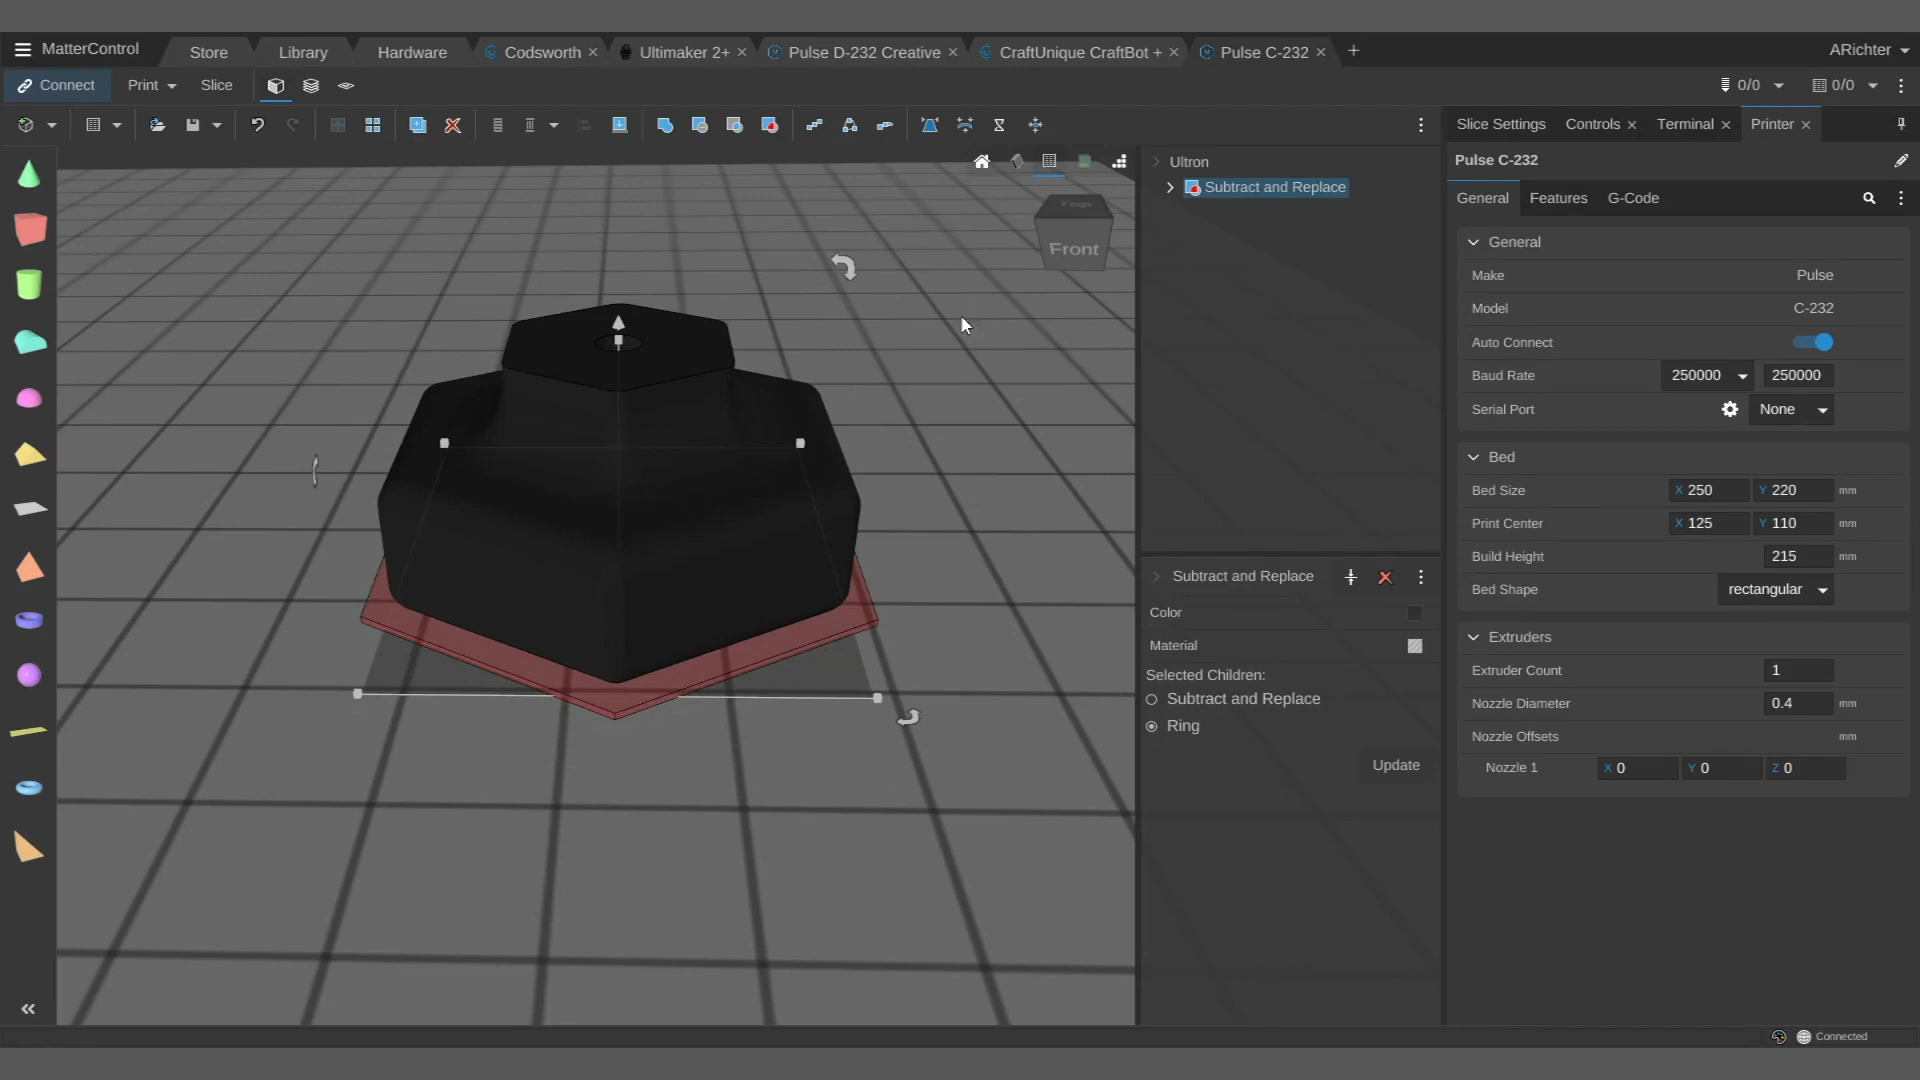 MatterControl
Store
Library
Hardware
Codsworth
Ultimaker 2+
Pulse D-232 Creative
CraftUnique CraftBot +
Pulse C-232
ARichter
Connect
Print
Slice
0/0
0/0
Slice Settings
Controls
Terminal
Printer
Ultron
Subtract and Replace
Front
Pulse C-232
General
Features
G-Code
General
Make
Pulse
Model
C-232
Auto Connect
Baud Rate
250000
250000
Serial Port
None
Bed
Bed Size
X 250
Y 220
mm
Print Center
X 125
Y 110
mm
Build Height
215
mm
Bed Shape
rectangular
Extruders
Extruder Count
1
Nozzle Diameter
0.4
mm
Nozzle Offsets
mm
Nozzle 1
X 0
Y 0
Z 0
Subtract and Replace
Color
Material
Selected Children:
Subtract and Replace
Ring
Update
Connected